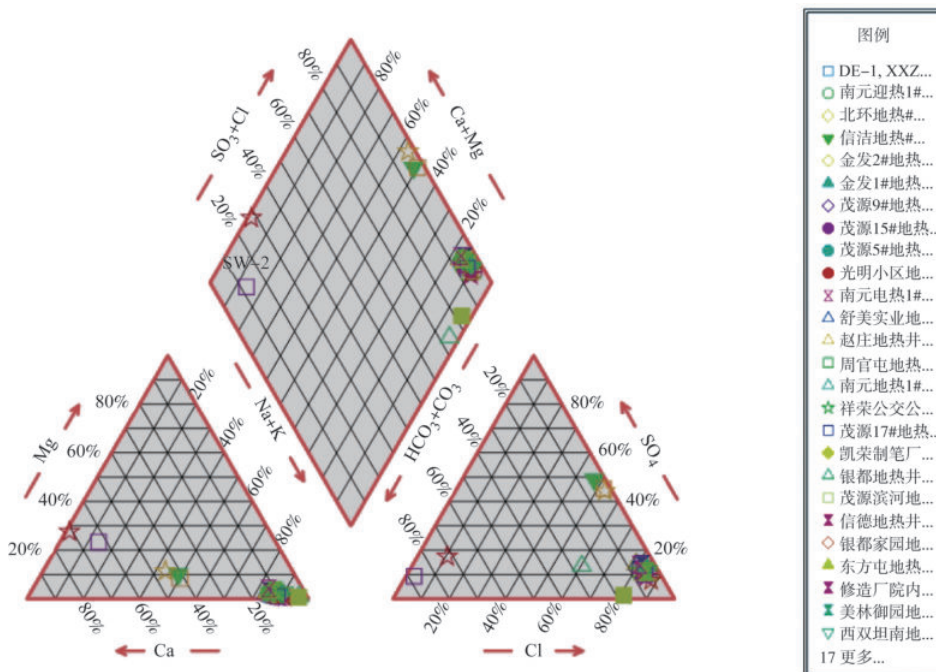 80%
80%
60%
60%
40%
40%
20%
20%
SO₃+Cl
Ca+Mg
SW-2
Na+K
HCO₃+CO₃
80%
60%
40%
20%
Mg
20%
40%
60%
80%
80%
60%
40%
20%
Ca
20%
40%
60%
80%
80%
60%
40%
20%
SO₄
20%
40%
60%
80%
Cl
图例
DE-1, XXZ...
南元迎热1#...
北环地热#...
信洁地热#...
金发2#地热...
金发1#地热...
茂源9#地热...
茂源15#地热...
茂源5#地热...
光明小区地...
南元电热1#...
舒美实业地...
赵庄地热井...
周官屯地热...
南元地热1#...
祥荣公交公...
茂源17#地热...
凯荣制笔厂...
银都地热井...
茂源滨河地...
信德地热井...
银都家园地...
东方屯地热...
修造厂院内...
美林御园地...
西双坦南地...
17 更多...